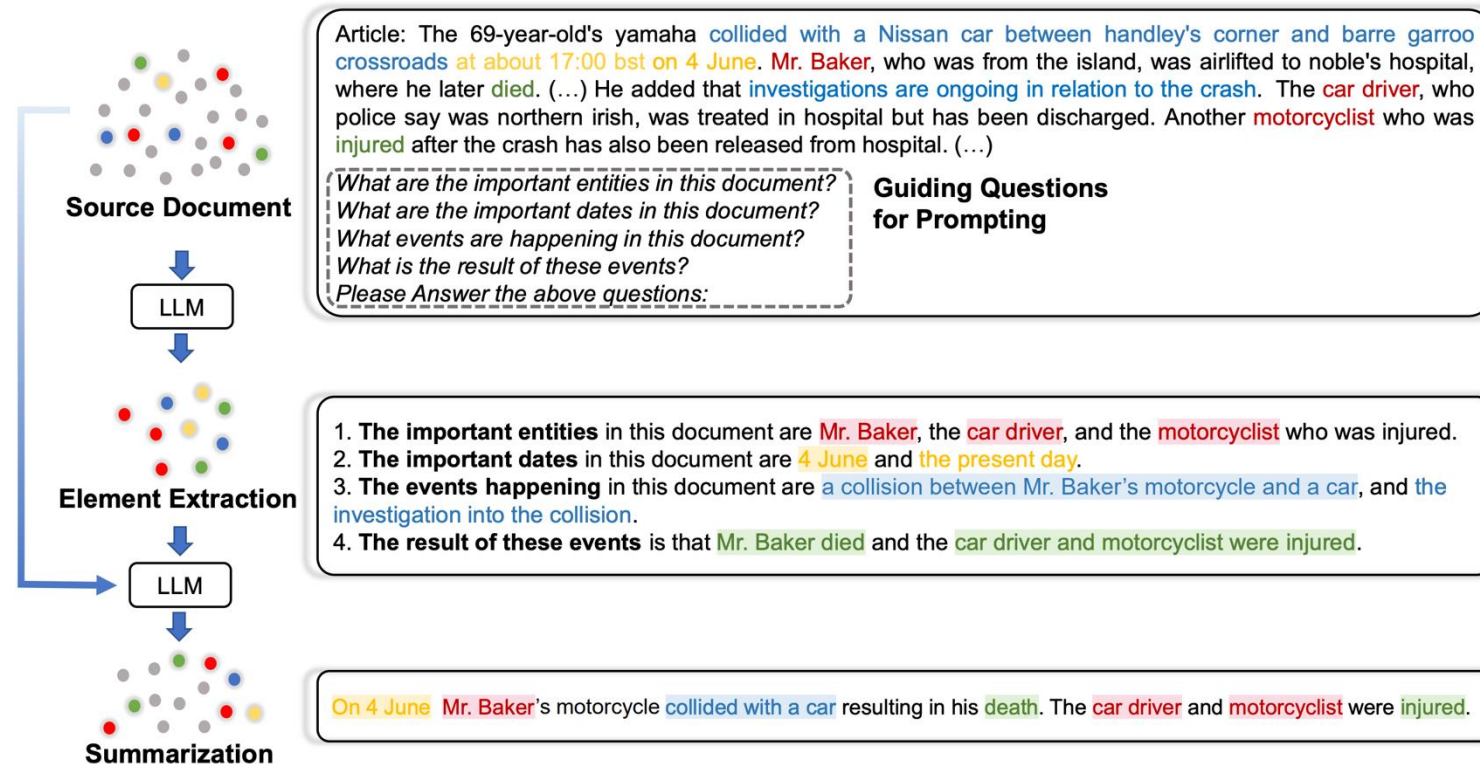 Article: The 69-year-old's yamaha collided with a Nissan car between handley's corner and barre garroo
crossroads at about 17:00 bst on 4 June. Mr. Baker, who was from the island, was airlifted to noble's hospital,
where he later died. (…) He added that investigations are ongoing in relation to the crash. The car driver, who
police say was northern irish, was treated in hospital but has been discharged. Another motorcyclist who was
injured after the crash has also been released from hospital. (…)
What are the important entities in this document?
What are the important dates in this document?
What events are happening in this document?
What is the result of these events?
Please Answer the above questions:
Guiding Questions
for Prompting
Source Document
LLM
Element Extraction
1. The important entities in this document are Mr. Baker, the car driver, and the motorcyclist who was injured.
2. The important dates in this document are 4 June and the present day.
3. The events happening in this document are a collision between Mr. Baker's motorcycle and a car, and the
investigation into the collision.
4. The result of these events is that Mr. Baker died and the car driver and motorcyclist were injured.
LLM
Summarization
On 4 June Mr. Baker's motorcycle collided with a car resulting in his death. The car driver and motorcyclist were injured.